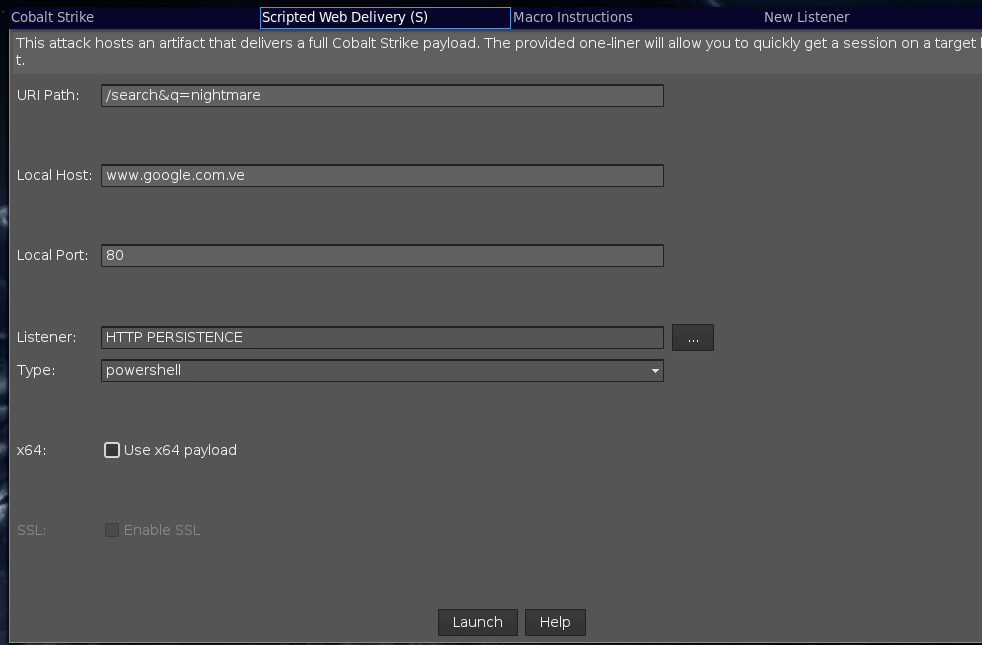 Cobalt Strike Scripted Web Delivery (S) Macro Instructions New Listener
This attack hosts an artifact that delivers a full Cobalt Strike payload. The provided one-liner will allow you to quickly get a session on a target
t.
URI Path: /search&q=nightmare
Local Host: www.google.com.ve
Local Port: 80
Listener: HTTP PERSISTENCE ...
Type: powershell
x64: Use x64 payload
SSL: Enable SSL
Launch Help